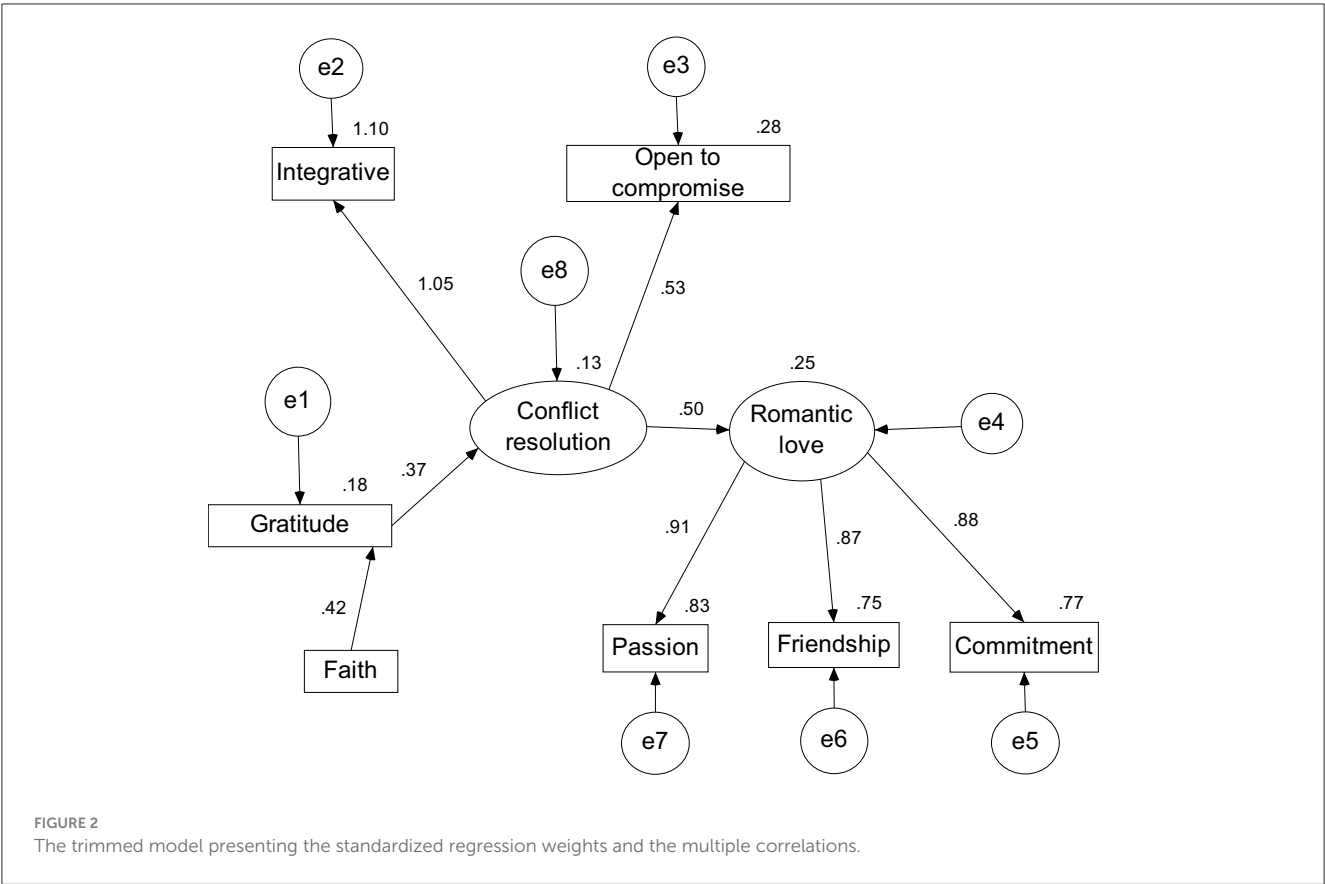 e2
e3
1.10
.28
Integrative
Open to
compromise
e8
1.05
.53
.13
.25
e1
Conflict
resolution
.50
Romantic
love
e4
.37
.18
Gratitude
.91
.87
.88
.42
.83
.75
.77
Faith
Passion
Friendship
Commitment
e7
e6
e5
FIGURE 2
The trimmed model presenting the standardized regression weights and the multiple correlations.